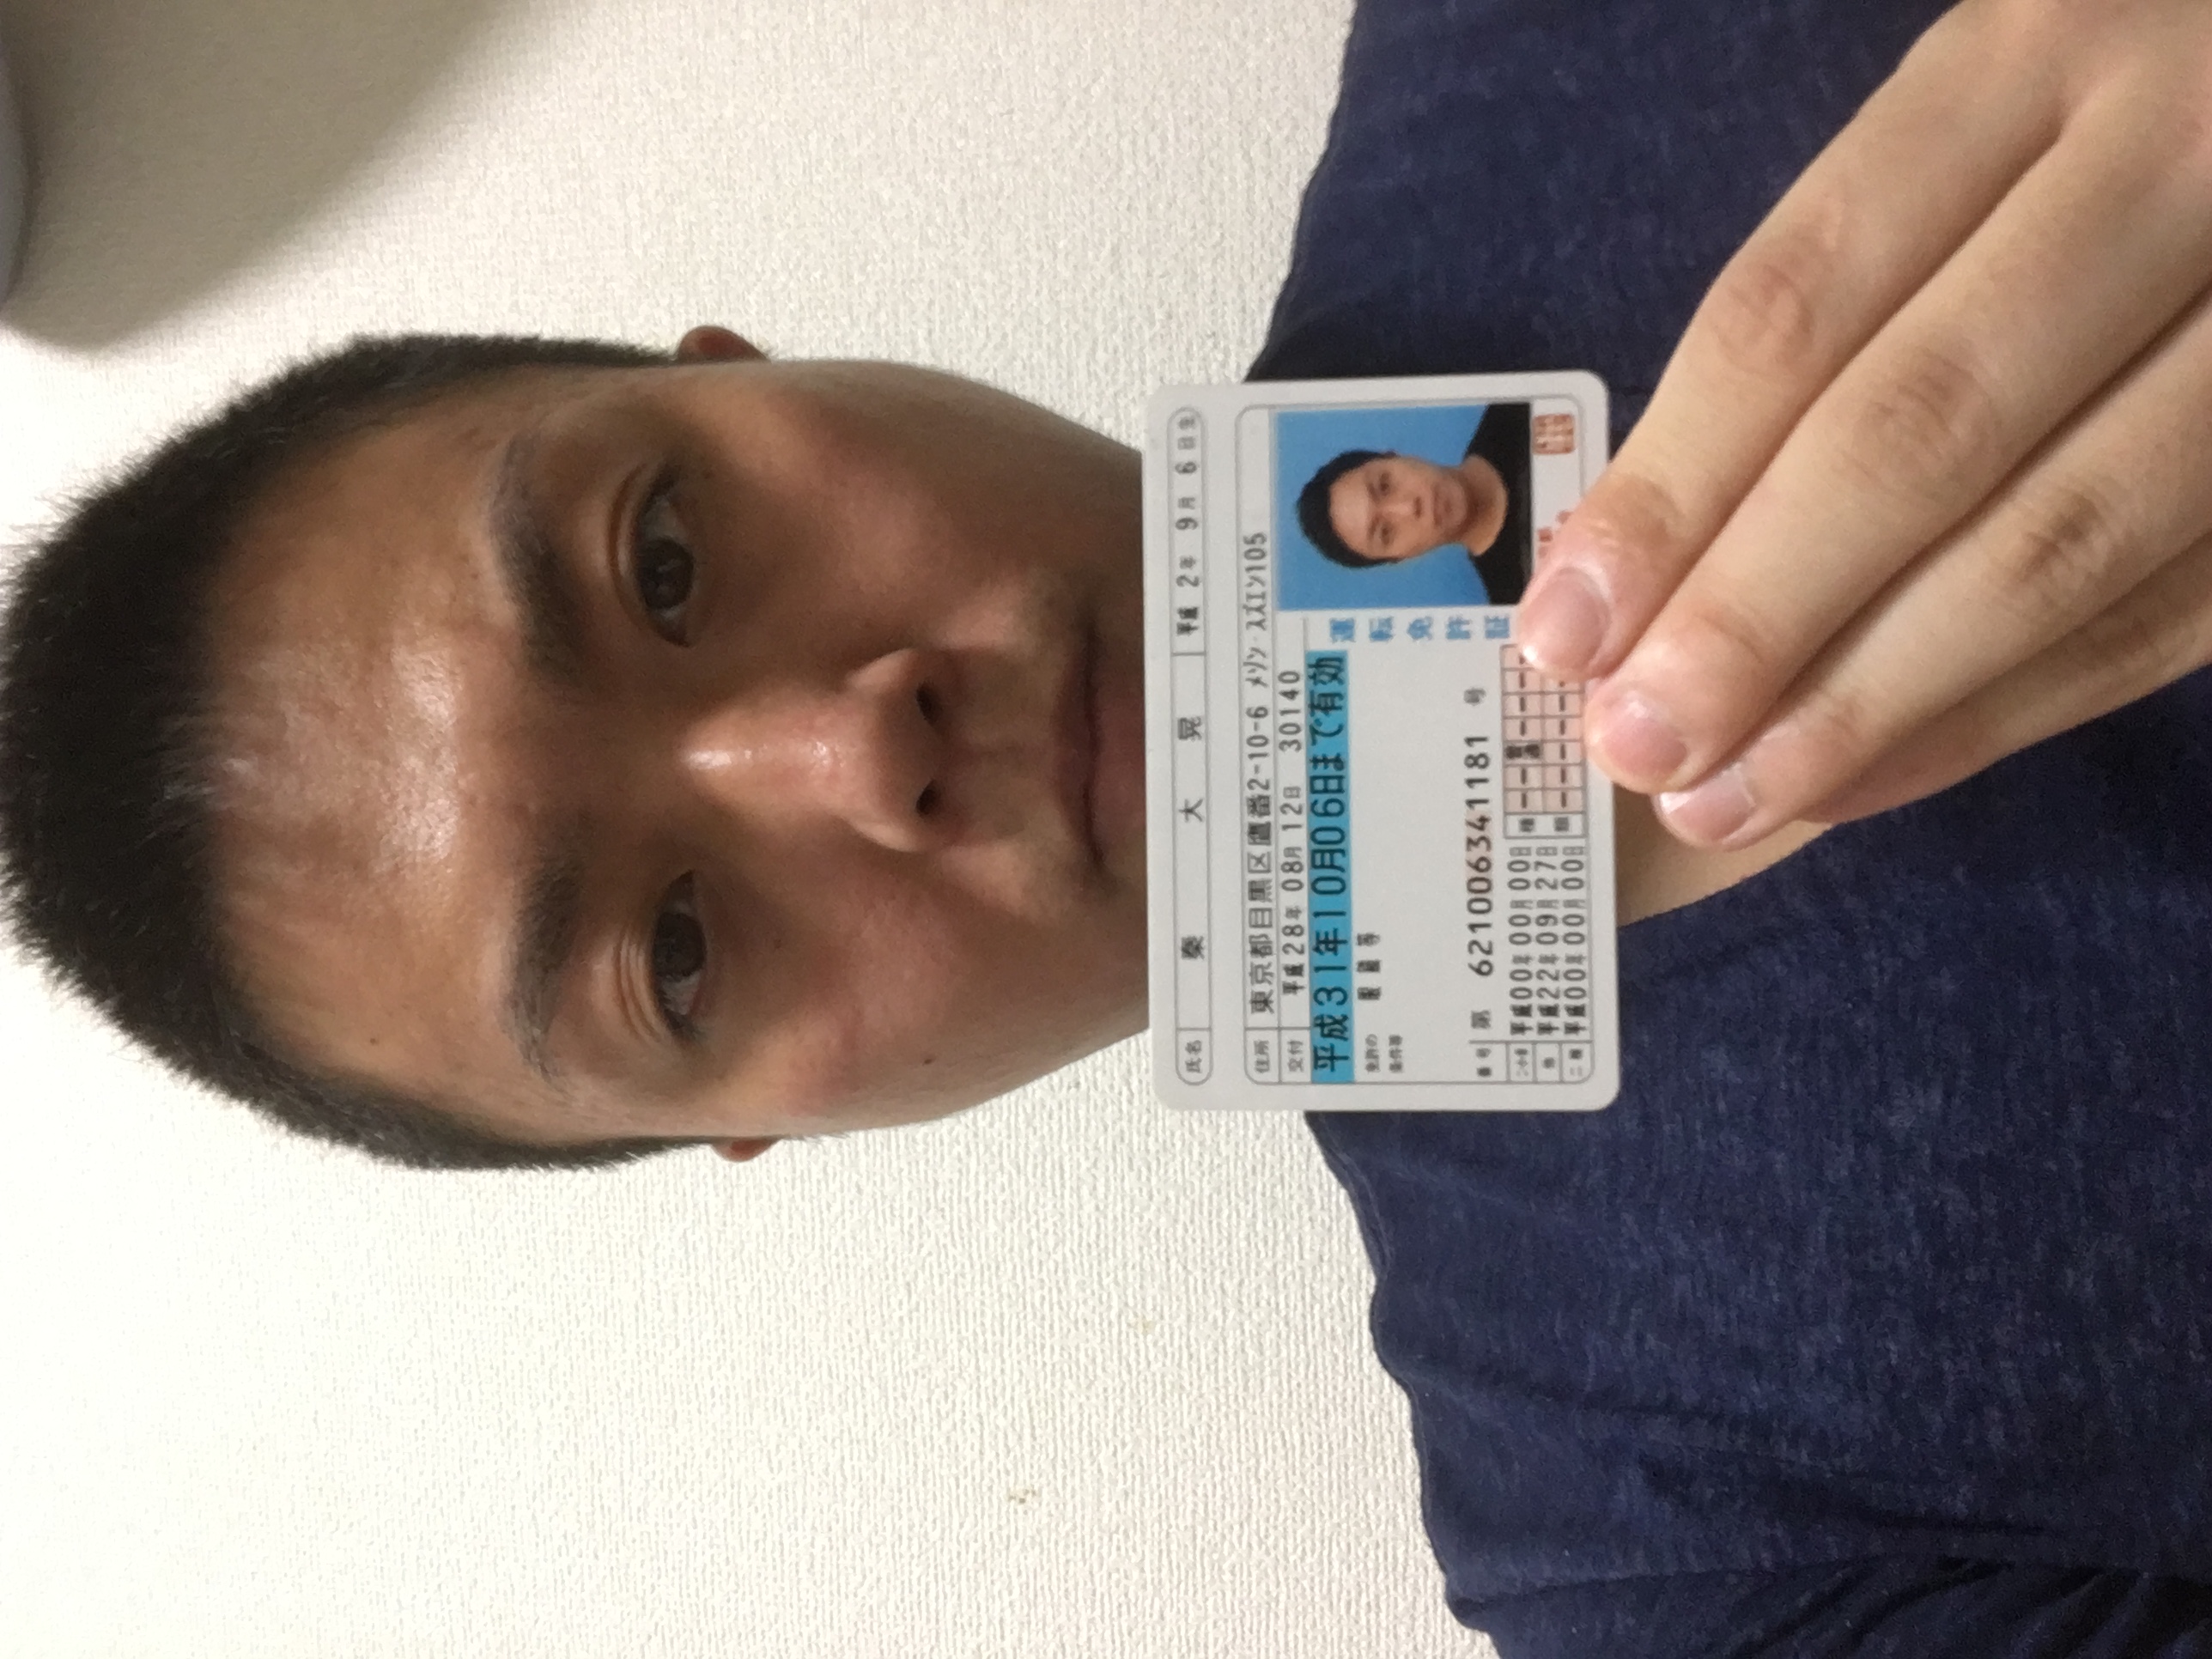 氏名 秦 大 晃 平成 2年 9月 6日生
住所 東京都目黒区鷹番2-10-6 メゾン スズエン105
交付 平成28年 08月 12日 30140
平成31年10月06日まで有効
免許の
条件等
眼鏡等
運転免許証
番号 第 621006341181 号
二・小・原 平成00年 00月 00日
他 平成22年 09月 27日
二種 平成00年 00月 00日
種類
普通